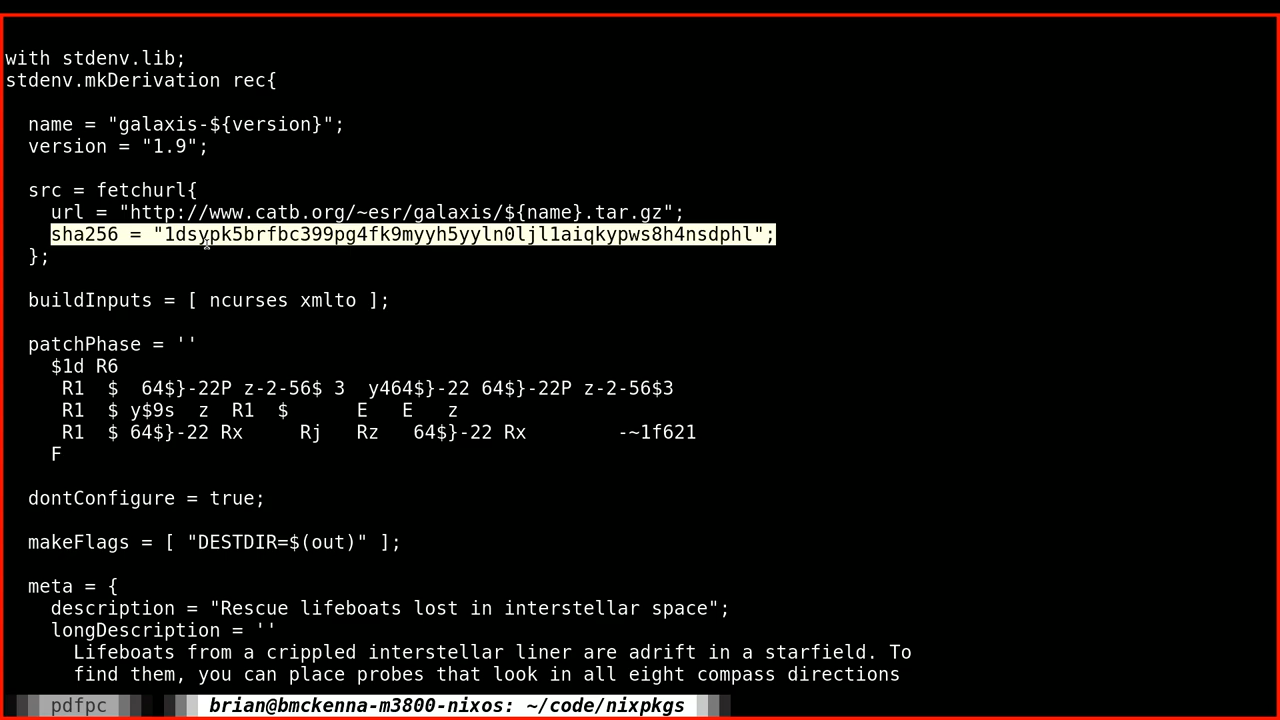 with stdenv.lib;
stdenv.mkDerivation rec{
name = "galaxis-${version}";
version = "1.9";
src = fetchurl{
url = "http://www.catb.org/~esr/galaxis/${name}.tar.gz";
sha256 = "1dsypk5brfbc399pg4fk9myyh5yyln0ljl1aiqkypws8h4nsdphl";
};
buildInputs = [ ncurses xmlto ];
patchPhase = ''
$1d R6
R1 $ 64$}-22P z-2-56$ 3 y464$}-22 64$}-22P z-2-56$3
R1 $ y$9s z R1 $ E E z
R1 $ 64$}-22 Rx Rj Rz 64$}-22 Rx -~1f621
F
dontConfigure = true;
makeFlags = [ "DESTDIR=$(out)" ];
meta = {
description = "Rescue lifeboats lost in interstellar space";
longDescription = ''
Lifeboats from a crippled interstellar liner are adrift in a starfield. To
find them, you can place probes that look in all eight compass directions
pdfpc brian@bmckenna-m3800-nixos: ~/code/nixpkgs